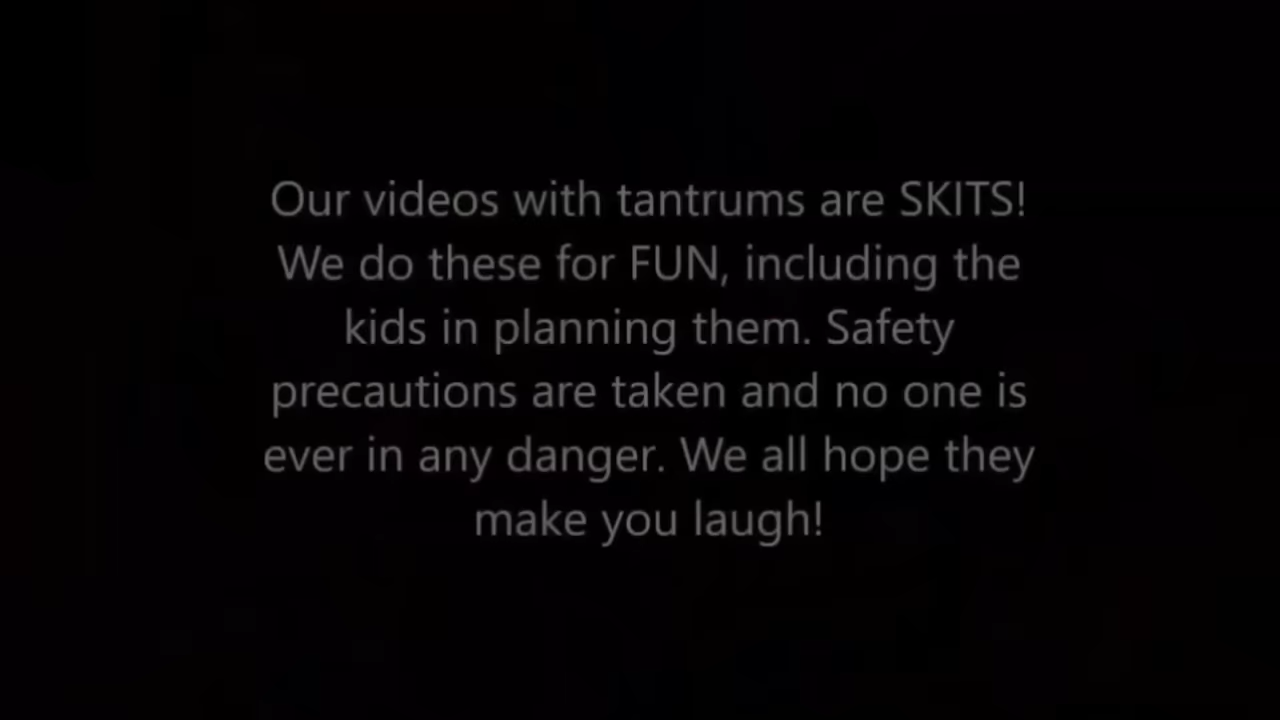 Our videos with tantrums are SKITS!
We do these for FUN, including the
kids in planning them. Safety
precautions are taken and no one is
ever in any danger. We all hope they
make you laugh!